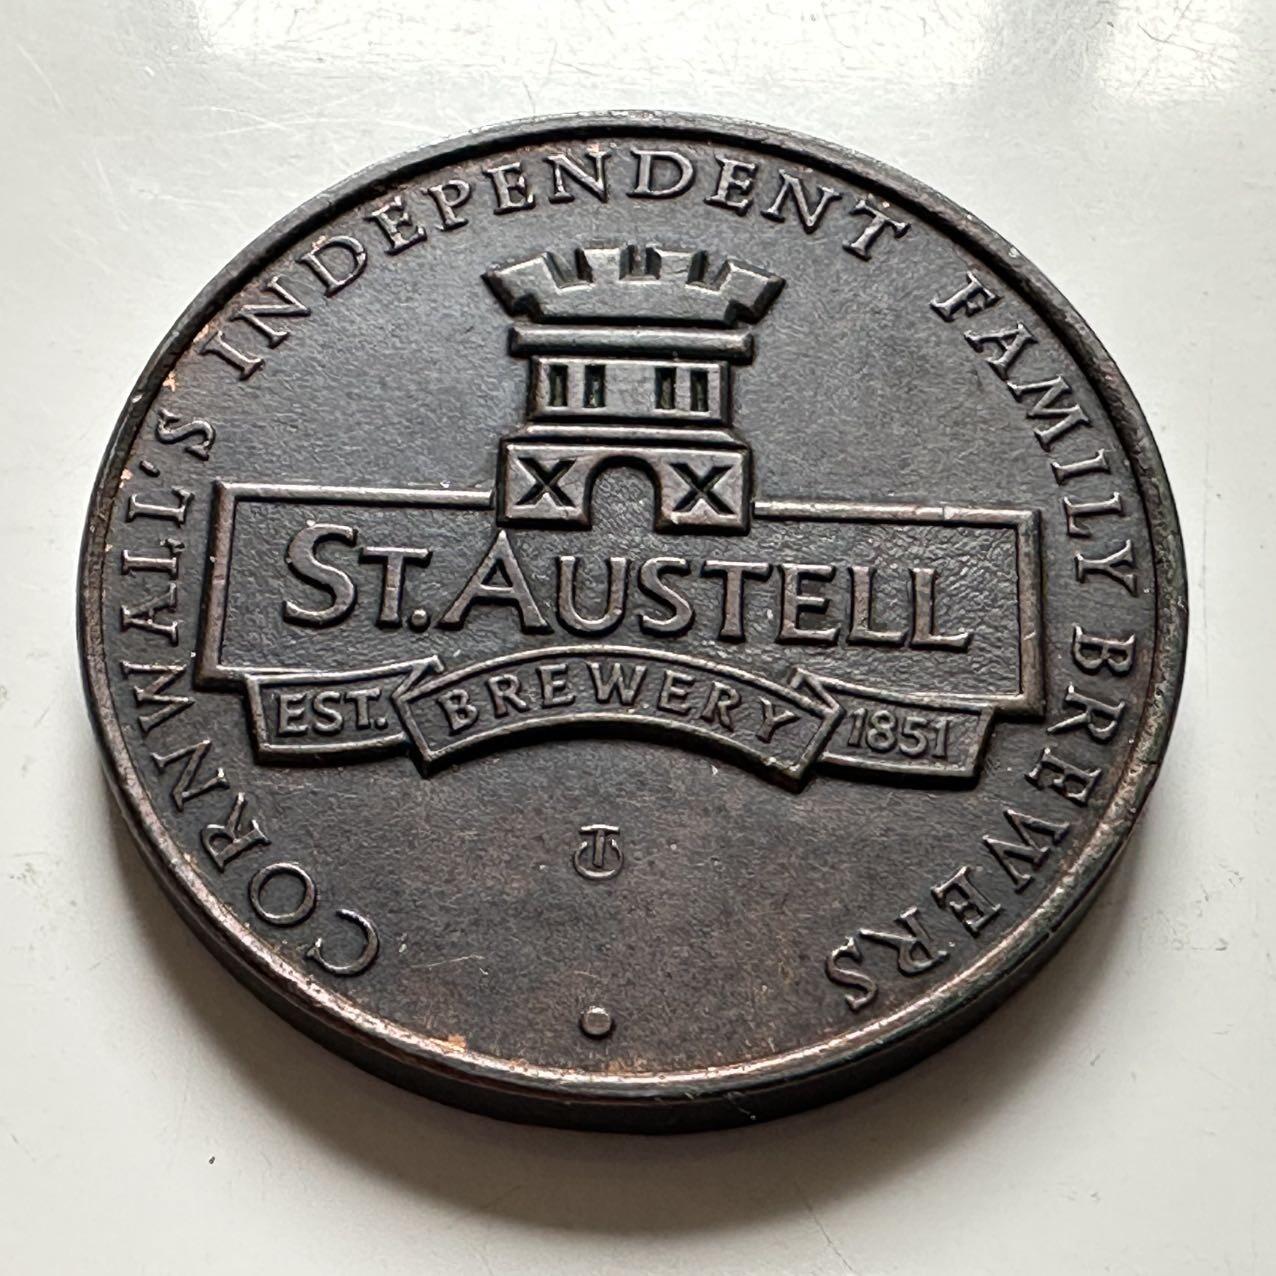 CORNWALL'S INDEPENDENT FAMILY BREWERS
X X
ST. AUSTELL
EST. BREWERY 1851